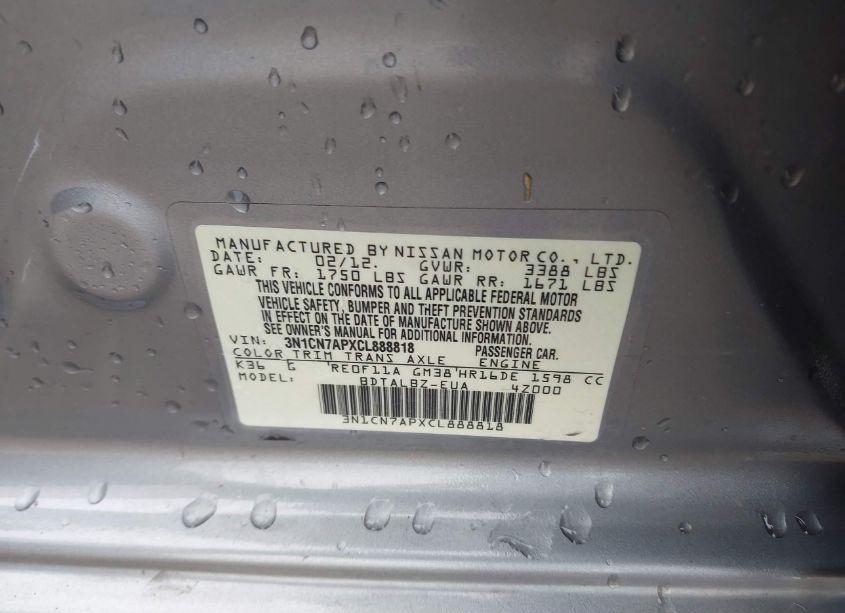 MANUFACTURED BY NISSAN MOTOR CO., LTD.
DATE: 02/12. GVWR: 3388 LBS
GAWR FR: 1750 LBS GAWR RR: 1671 LBS
THIS VEHICLE CONFORMS TO ALL APPLICABLE FEDERAL MOTOR
VEHICLE SAFETY, BUMPER AND THEFT PREVENTION STANDARDS
IN EFFECT ON THE DATE OF MANUFACTURE SHOWN ABOVE.
SEE OWNER'S MANUAL FOR ADDITIONAL INFORMATION.
VIN: 3N1CN7APXCL888818 PASSENGER CAR.
COLOR TRIM TRANS AXLE ENGINE
K36 G RE0F11A GM38 HR16DE 1598 CC
MODEL: BDTALBZ-EUA 4Z000
3N1CN7APXCL888818